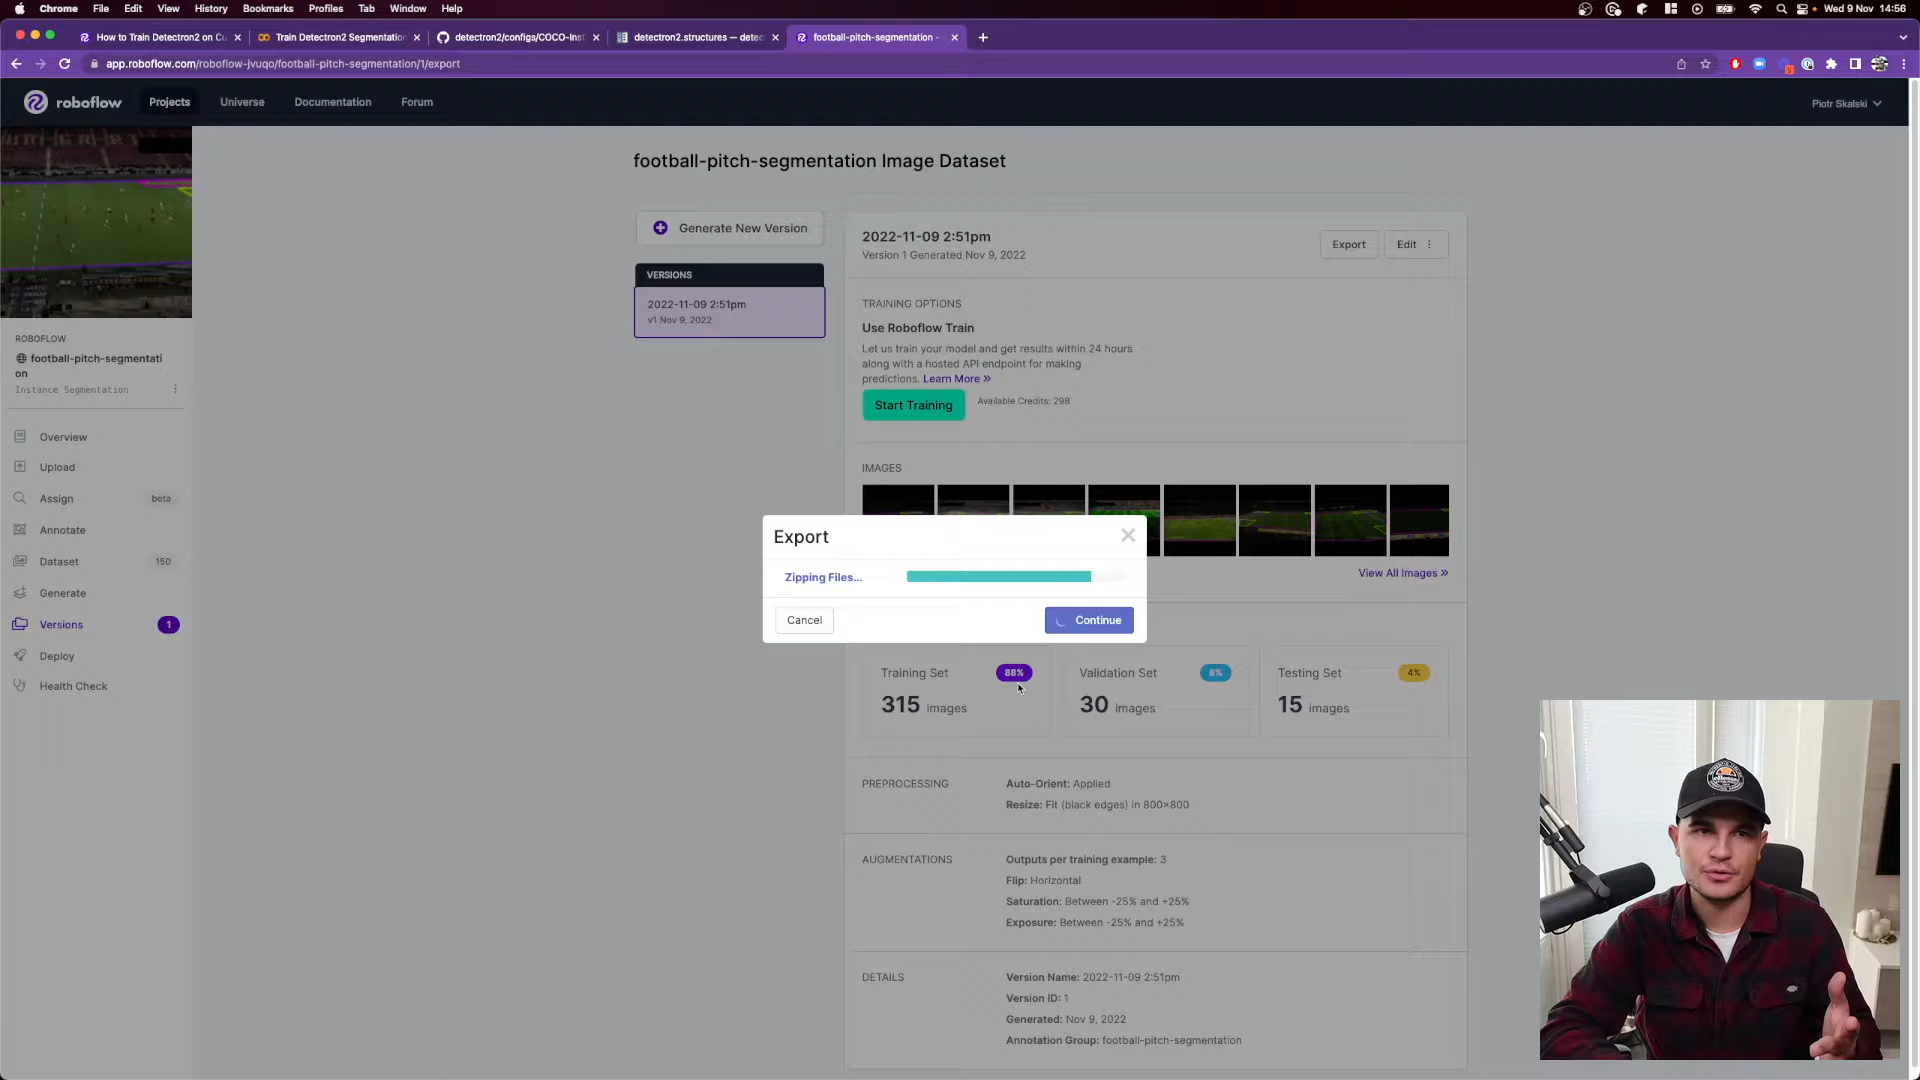 Chrome File Edit View History Bookmarks Profiles Tab Window Help
Wed 9 Nov 14:56
How to Train Detectron2 on Cu
Train Detectron2 Segmentation
detectron2/configs/COCO-Inst
detectron2.structures — detec
football-pitch-segmentation -
app.roboflow.com/roboflow-jvuqo/football-pitch-segmentation/1/export
roboflow
Projects
Universe
Documentation
Forum
Piotr Skalski
ROBOFLOW
football-pitch-segmentati
on
Instance Segmentation
Overview
Upload
Assign beta
Annotate
Dataset 150
Generate
Versions 1
Deploy
Health Check
football-pitch-segmentation Image Dataset
Generate New Version
VERSIONS
2022-11-09 2:51pm
v1 Nov 9, 2022
2022-11-09 2:51pm
Version 1 Generated Nov 9, 2022
Export
Edit
TRAINING OPTIONS
Use Roboflow Train
Let us train your model and get results within 24 hours
along with a hosted API endpoint for making
predictions. Learn More »
Start Training
Available Credits: 298
IMAGES
View All Images »
Export
Zipping Files...
Cancel
Continue
Training Set 88%
315 images
Validation Set 8%
30 images
Testing Set 4%
15 images
PREPROCESSING
Auto-Orient: Applied
Resize: Fit (black edges) in 800×800
AUGMENTATIONS
Outputs per training example: 3
Flip: Horizontal
Saturation: Between -25% and +25%
Exposure: Between -25% and +25%
DETAILS
Version Name: 2022-11-09 2:51pm
Version ID: 1
Generated: Nov 9, 2022
Annotation Group: football-pitch-segmentation